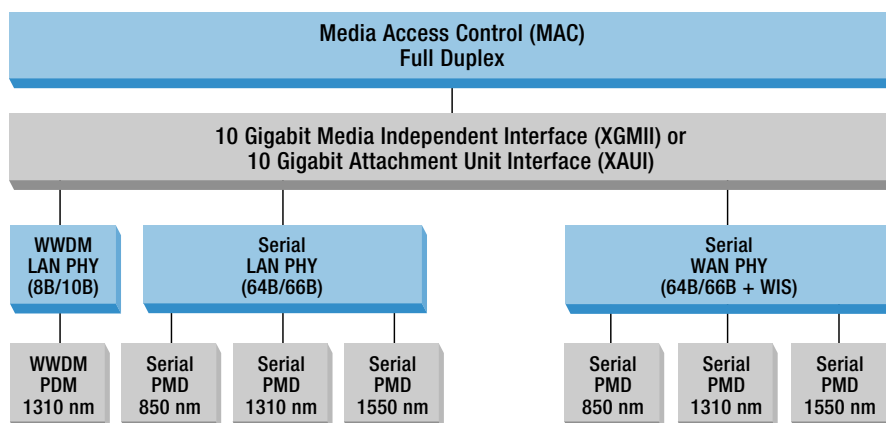 Media Access Control (MAC)
Full Duplex
10 Gigabit Media Independent Interface (XGMII) or
10 Gigabit Attachment Unit Interface (XAUI)
WWDM
LAN PHY
(8B/10B)
Serial
LAN PHY
(64B/66B)
Serial
WAN PHY
(64B/66B + WIS)
WWDM
PDM
1310 nm
Serial
PMD
850 nm
Serial
PMD
1310 nm
Serial
PMD
1550 nm
Serial
PMD
850 nm
Serial
PMD
1310 nm
Serial
PMD
1550 nm